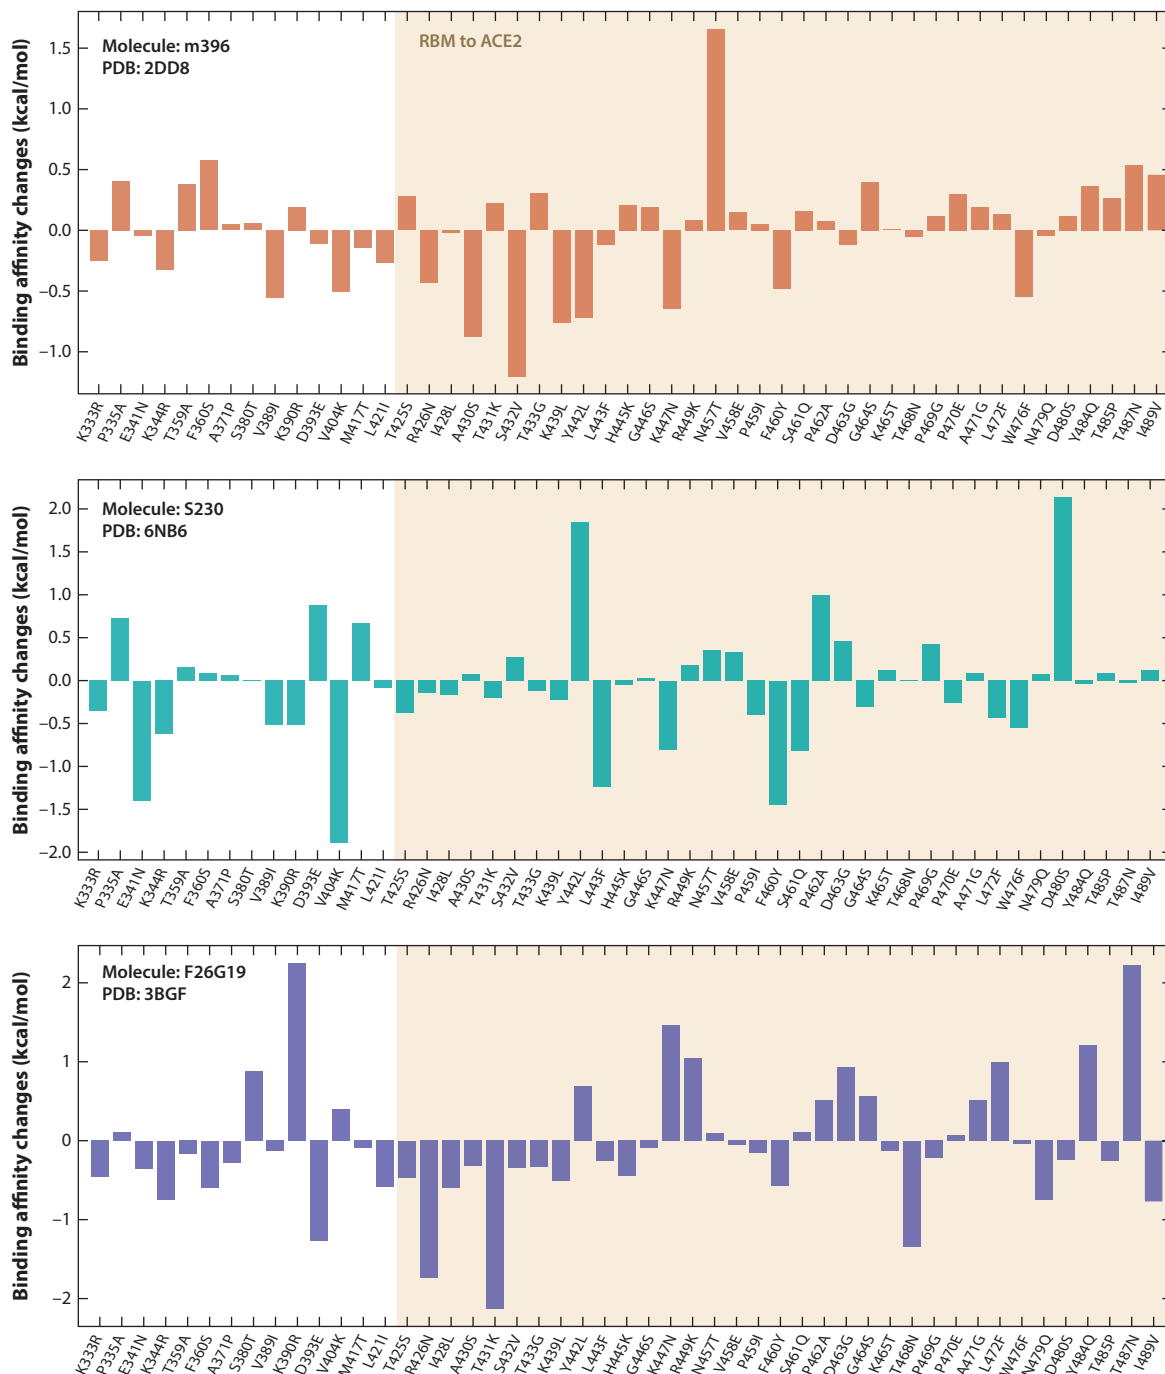 Binding affinity changes (kcal/mol)
Molecule: m396
PDB: 2DD8
RBM to ACE2
1.5
1.0
0.5
0.0
–0.5
–1.0
K333R P335A E341N K344R T359A F360S A371P S380T V389I K390R D393E V404K M417T L421I T425S R426N I428L A430S T431K S432V T433G K439L Y442L L443F H445K G446S K447N R449K N457T V458E P459I F460Y S461Q P462A D463G G464S K465T T468N P469G P470E A471G L472F W476F N479Q D480S Y484Q T485P T487N I489V
Binding affinity changes (kcal/mol)
Molecule: S230
PDB: 6NB6
2.0
1.5
1.0
0.5
0.0
–0.5
–1.0
–1.5
–2.0
K333R P335A E341N K344R T359A F360S A371P S380T V389I K390R D393E V404K M417T L421I T425S R426N I428L A430S T431K S432V T433G K439L Y442L L443F H445K G446S K447N R449K N457T V458E P459I F460Y S461Q P462A D463G G464S K465T T468N P469G P470E A471G L472F W476F N479Q D480S Y484Q T485P T487N I489V
Binding affinity changes (kcal/mol)
Molecule: F26G19
PDB: 3BGF
2
1
0
–1
–2
K333R P335A E341N K344R T359A F360S A371P S380T V389I K390R D393E V404K M417T L421I T425S R426N I428L A430S T431K S432V T433G K439L Y442L L443F H445K G446S K447N R449K N457T V458E P459I F460Y S461Q P462A D463G G464S K465T T468N P469G P470E A471G L472F W476F N479Q D480S Y484Q T485P T487N I489V